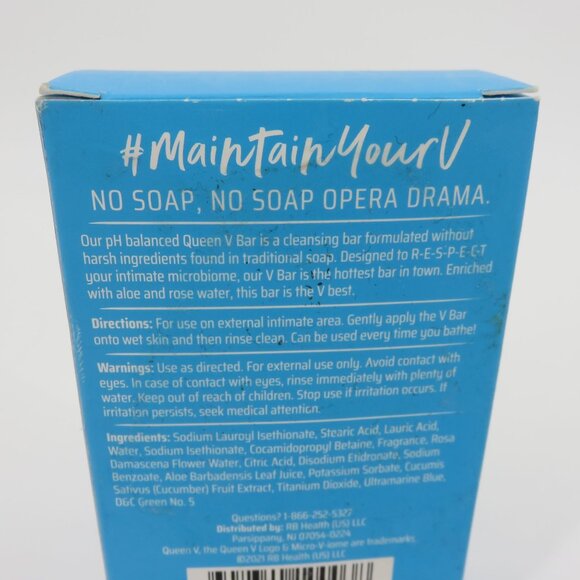 #MaintainYourV
NO SOAP, NO SOAP OPERA DRAMA.
Our pH balanced Queen V Bar is a cleansing bar formulated without
harsh ingredients found in traditional soap. Designed to R-E-S-P-E-C-T
your intimate microbiome, our V Bar is the hottest bar in town. Enriched
with aloe and rose water, this bar is the V best.
Directions: For use on external intimate area. Gently apply the V Bar
onto wet skin and then rinse clean. Can be used every time you bathe!
Warnings: Use as directed. For external use only. Avoid contact with
eyes. In case of contact with eyes, rinse immediately with plenty of
water. Keep out of reach of children. Stop use if irritation occurs. If
irritation persists, seek medical attention.
Ingredients: Sodium Lauroyl Isethionate, Stearic Acid, Lauric Acid,
Water, Sodium Isethionate, Cocamidopropyl Betaine, Fragrance, Rosa
Damascena Flower Water, Citric Acid, Disodium Etidronate, Sodium
Benzoate, Aloe Barbadensis Leaf Juice, Potassium Sorbate, Cucumis
Sativus (Cucumber) Fruit Extract, Titanium Dioxide, Ultramarine Blue,
D&C Green No. 5
Questions? 1-866-252-5327
Distributed by: RB Health (US) LLC
Parsippany, NJ 07054-0224
Queen V, the Queen V Logo & Micro-V-iome are trademarks.
©2021 RB Health (US) LLC